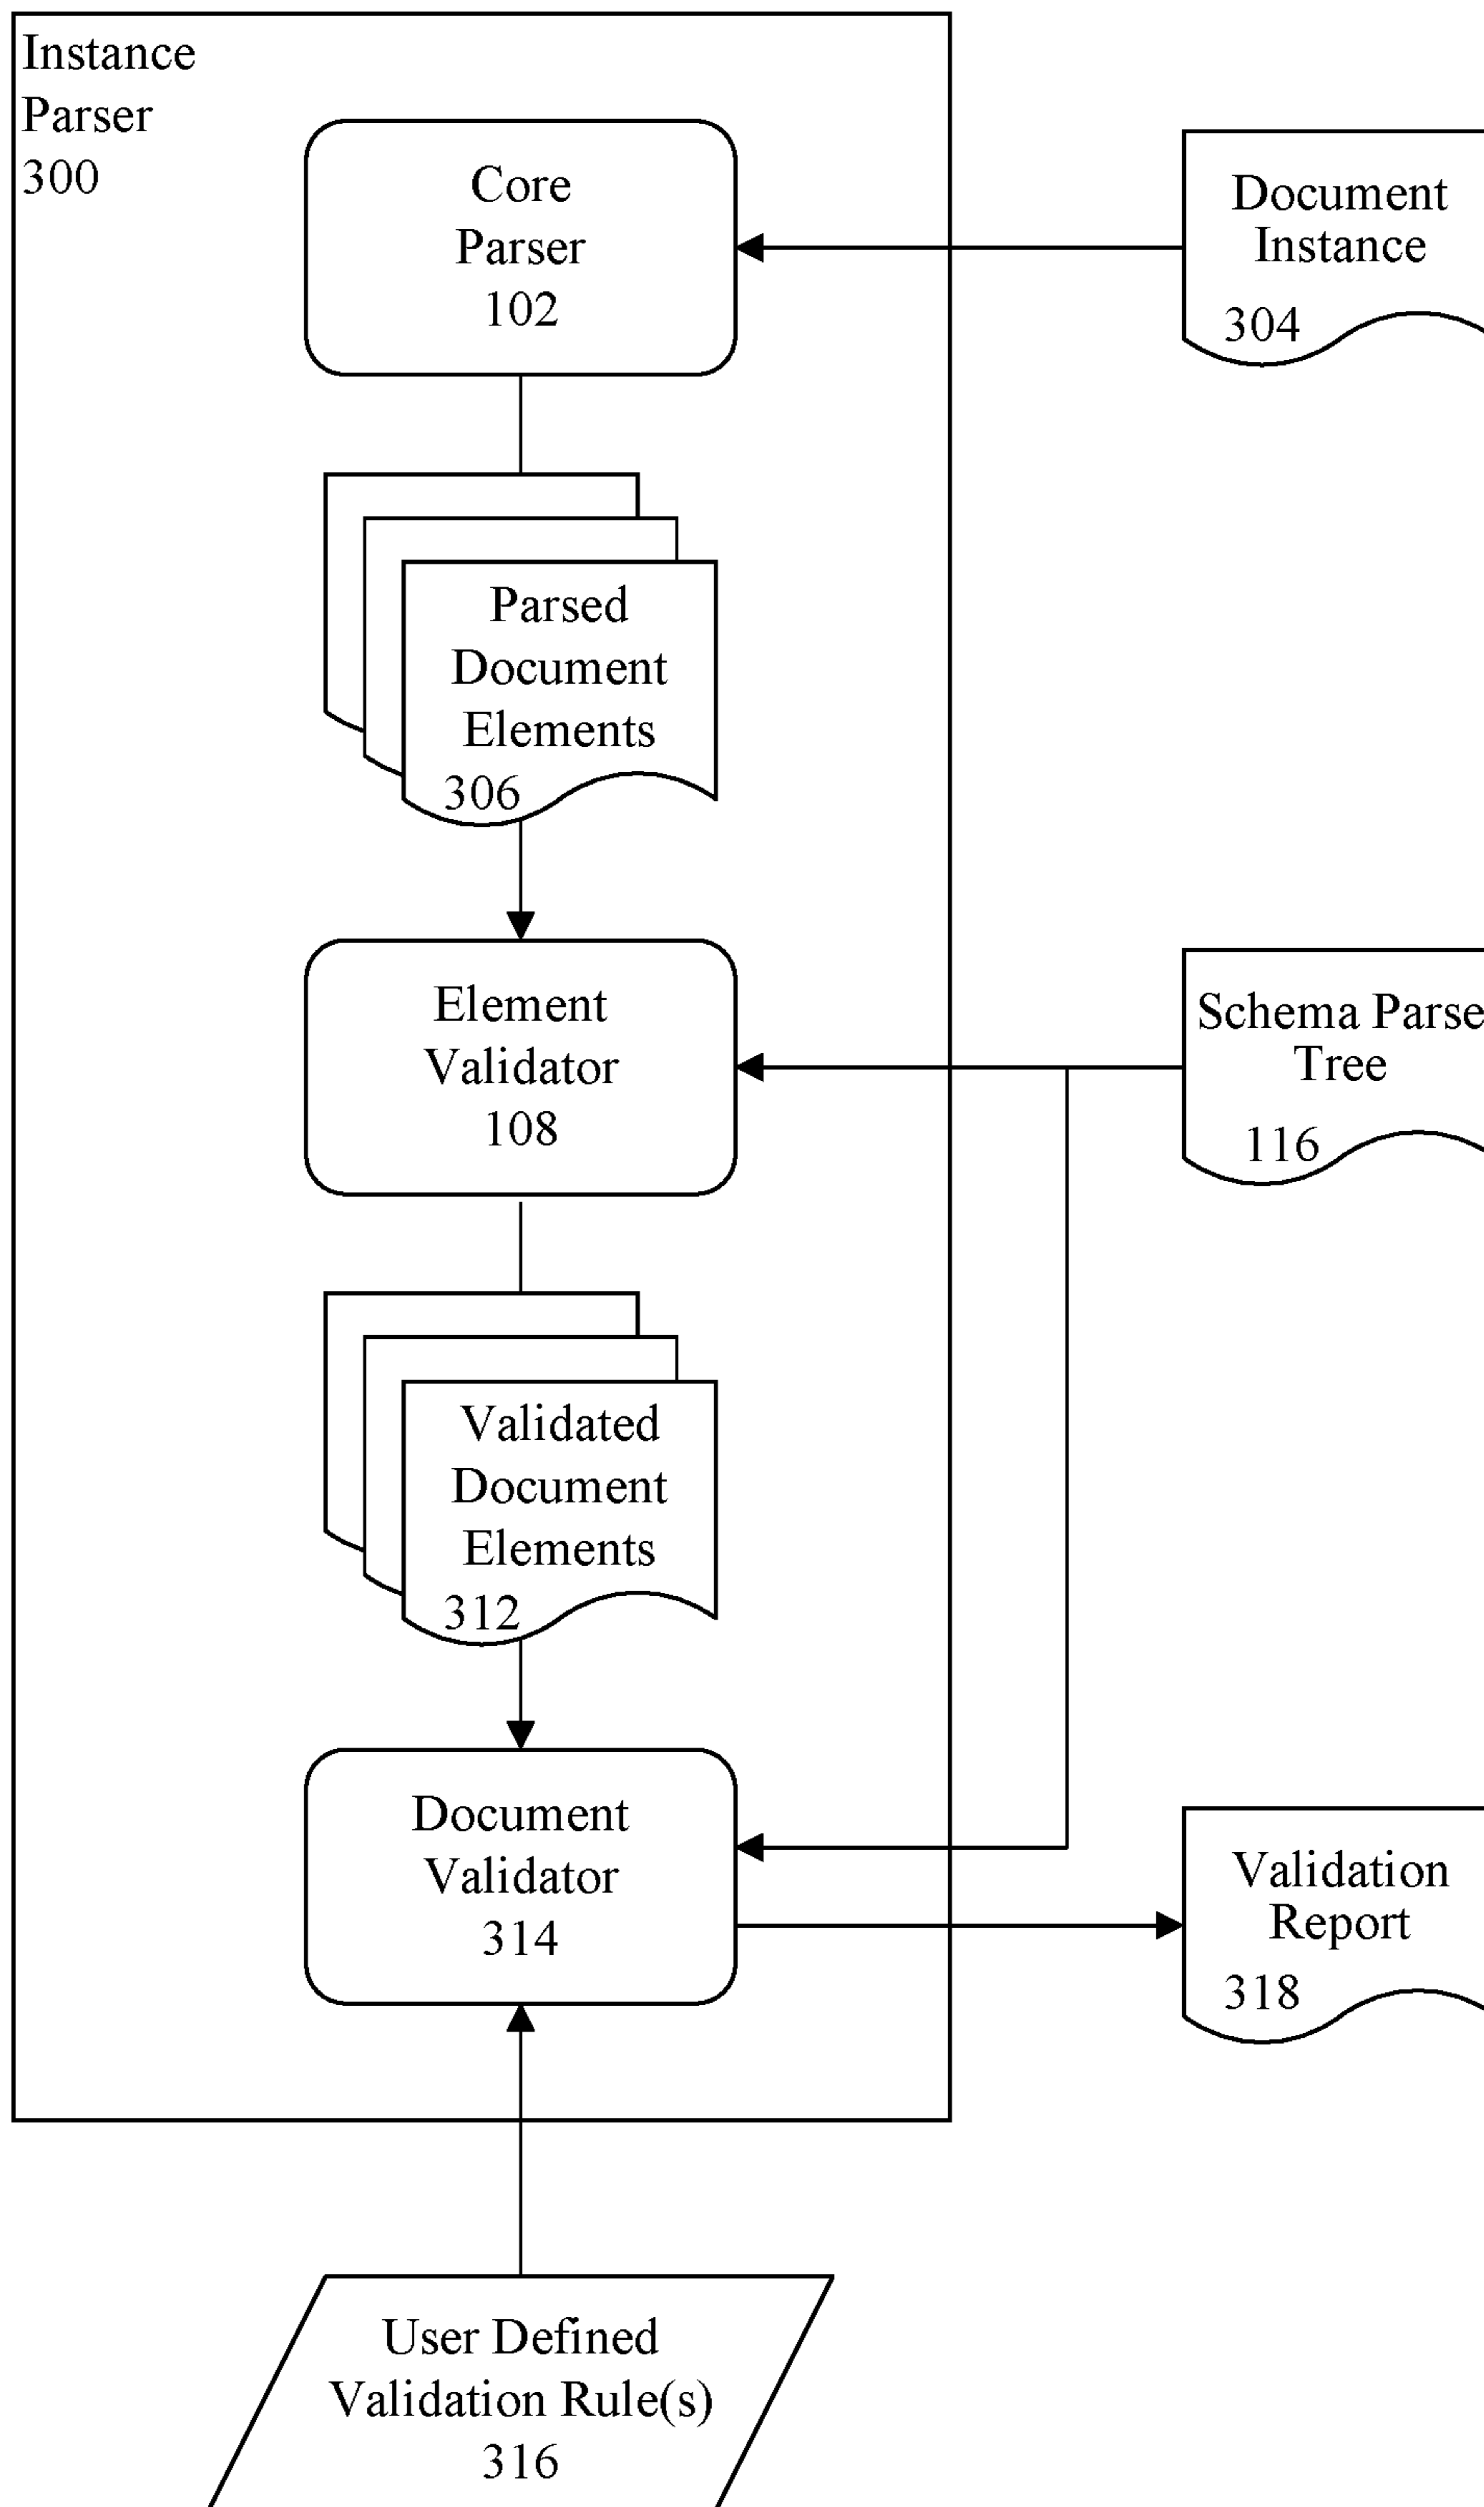 Instance
Parser
300
Core
Parser
102
Document
Instance
304
Parsed
Document
Elements
306
Element
Validator
108
Schema Parse
Tree
116
Validated
Document
Elements
312
Document
Validator
314
Validation
Report
318
User Defined
Validation Rule(s)
316